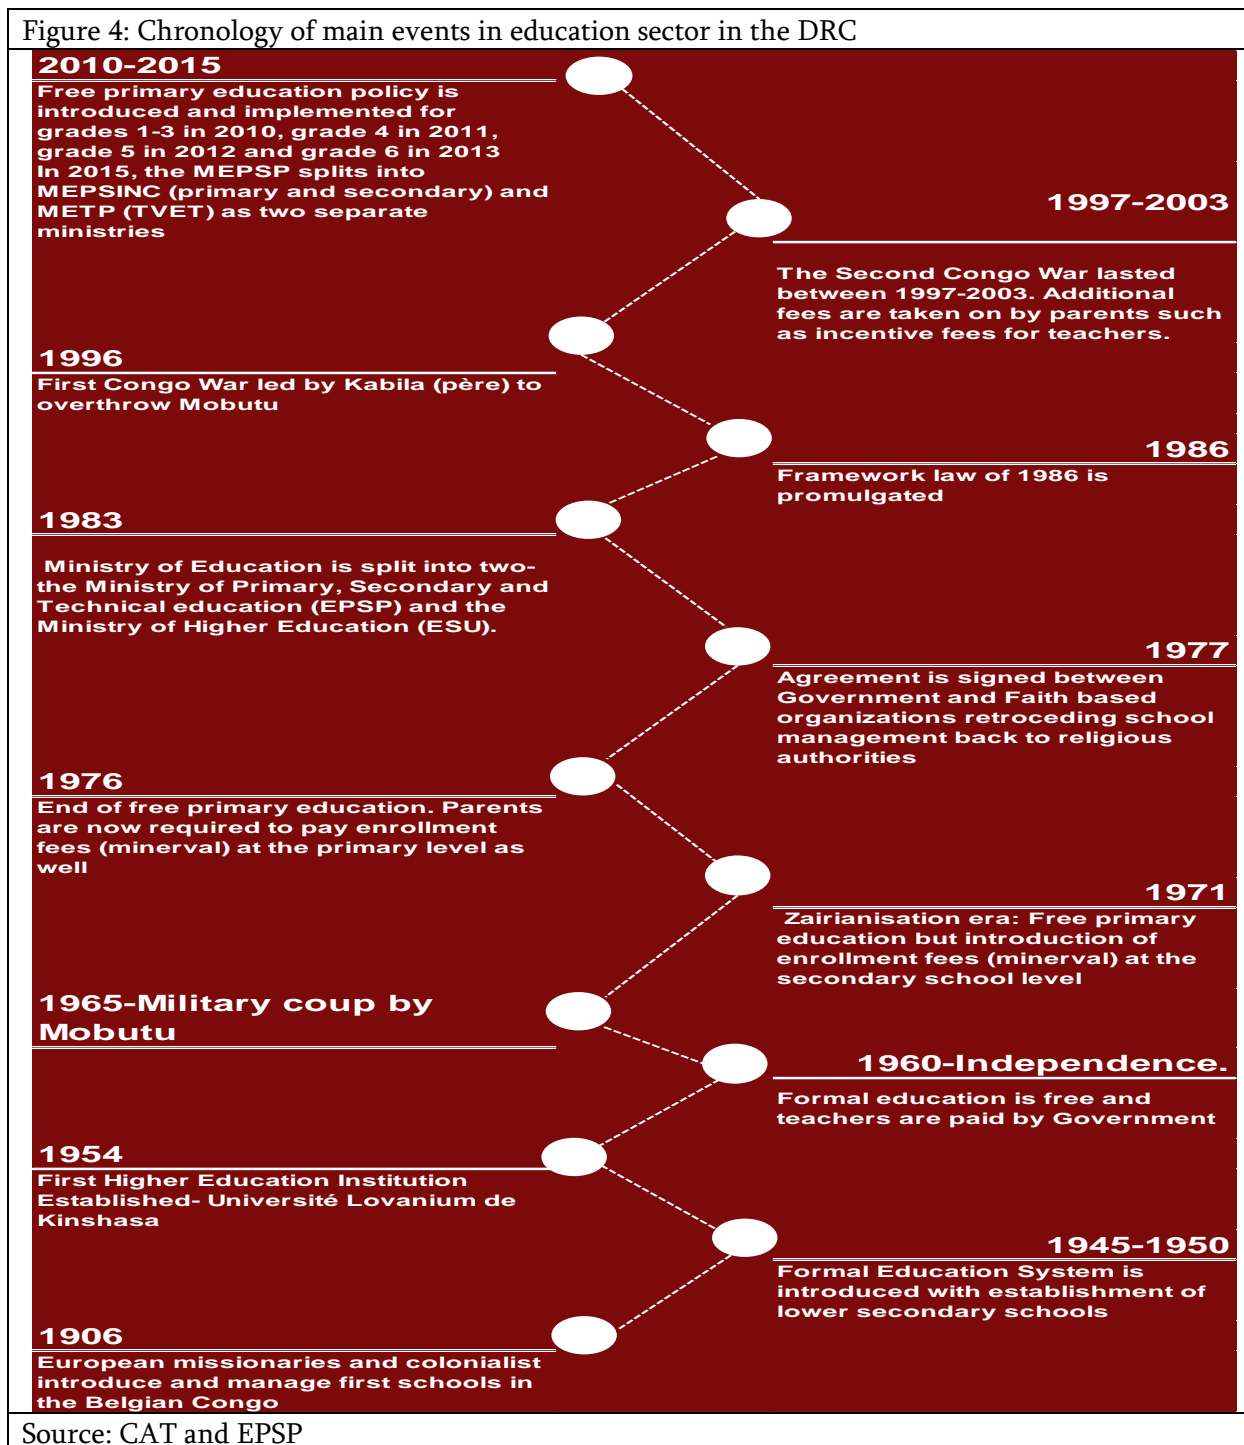 Figure 4: Chronology of main events in education sector in the DRC
2010-2015
Free primary education policy is
introduced and implemented for
grades 1-3 in 2010, grade 4 in 2011,
grade 5 in 2012 and grade 6 in 2013
In 2015, the MEPSP splits into
MEPSINC (primary and secondary) and
METP (TVET) as two separate
ministries
1997-2003
The Second Congo War lasted
between 1997-2003. Additional
fees are taken on by parents such
as incentive fees for teachers.
1996
First Congo War led by Kabila (père) to
overthrow Mobutu
1986
Framework law of 1986 is
promulgated
1983
Ministry of Education is split into two-
the Ministry of Primary, Secondary and
Technical education (EPSP) and the
Ministry of Higher Education (ESU).
1977
Agreement is signed between
Government and Faith based
organizations retroceding school
management back to religious
authorities
1976
End of free primary education. Parents
are now required to pay enrollment
fees (minerval) at the primary level as
well
1971
Zairianisation era: Free primary
education but introduction of
enrollment fees (minerval) at the
secondary school level
1965-Military coup by
Mobutu
1960-Independence.
Formal education is free and
teachers are paid by Government
1954
First Higher Education Institution
Established- Université Lovanium de
Kinshasa
1945-1950
Formal Education System is
introduced with establishment of
lower secondary schools
1906
European missionaries and colonialist
introduce and manage first schools in
the Belgian Congo
Source: CAT and EPSP